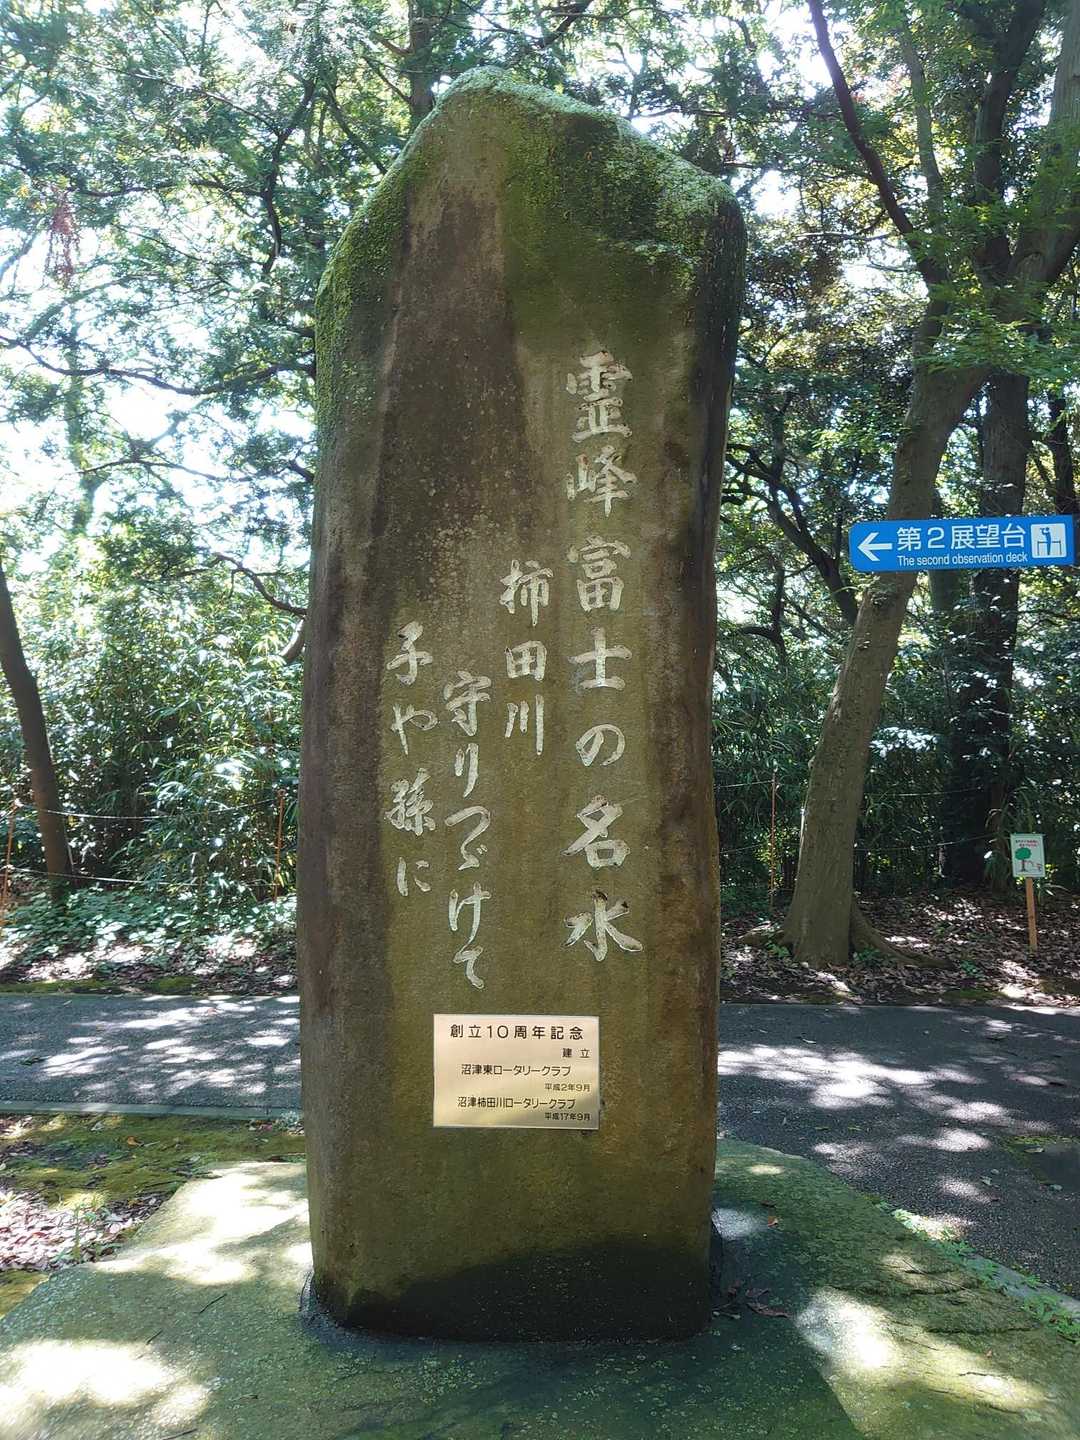 霊峰富士の名水
柿田川
守りつゞけて
子や孫に
創立10周年記念
建立
沼津東ロータリークラブ
平成2年9月
沼津柿田川ロータリークラブ
平成17年9月
第2展望台
The second observation deck